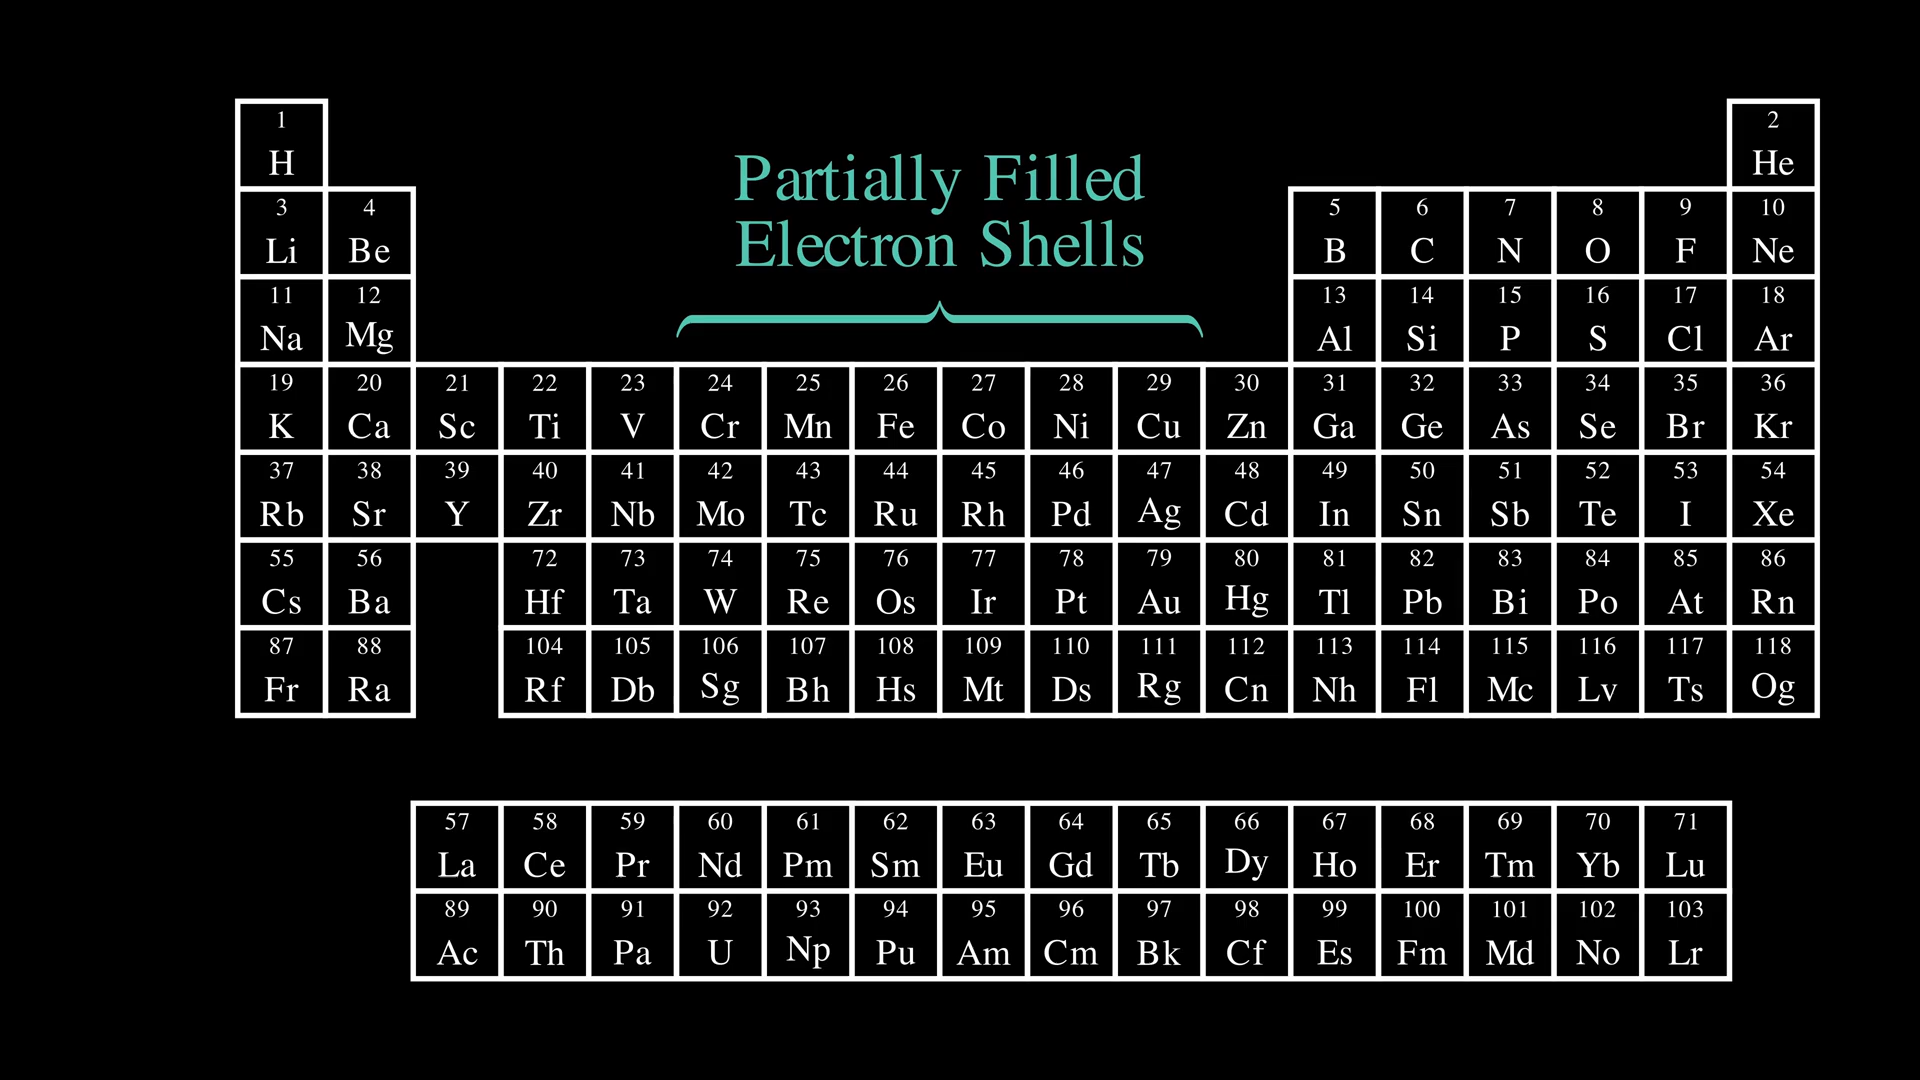 1 2
H He
Partially Filled
Electron Shells
3 4 5 6 7 8 9 10
Li Be B C N O F Ne
11 12 13 14 15 16 17 18
Na Mg Al Si P S Cl Ar
19 20 21 22 23 24 25 26 27 28 29 30 31 32 33 34 35 36
K Ca Sc Ti V Cr Mn Fe Co Ni Cu Zn Ga Ge As Se Br Kr
37 38 39 40 41 42 43 44 45 46 47 48 49 50 51 52 53 54
Rb Sr Y Zr Nb Mo Tc Ru Rh Pd Ag Cd In Sn Sb Te I Xe
55 56 72 73 74 75 76 77 78 79 80 81 82 83 84 85 86
Cs Ba Hf Ta W Re Os Ir Pt Au Hg Tl Pb Bi Po At Rn
87 88 104 105 106 107 108 109 110 111 112 113 114 115 116 117 118
Fr Ra Rf Db Sg Bh Hs Mt Ds Rg Cn Nh Fl Mc Lv Ts Og
57 58 59 60 61 62 63 64 65 66 67 68 69 70 71
La Ce Pr Nd Pm Sm Eu Gd Tb Dy Ho Er Tm Yb Lu
89 90 91 92 93 94 95 96 97 98 99 100 101 102 103
Ac Th Pa U Np Pu Am Cm Bk Cf Es Fm Md No Lr